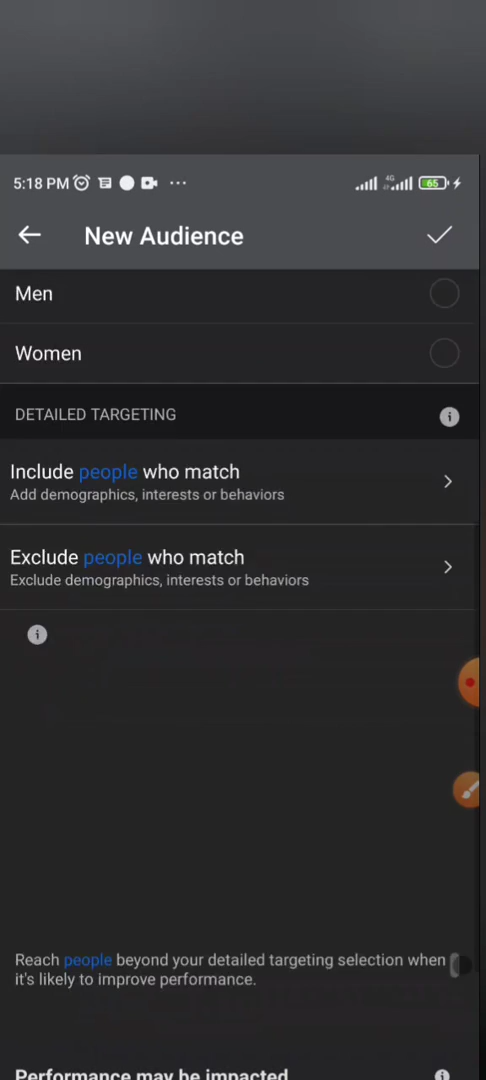 5:18 PM
4G
65
New Audience
Men
Women
DETAILED TARGETING
Include people who match
Add demographics, interests or behaviors
Exclude people who match
Exclude demographics, interests or behaviors
Reach people beyond your detailed targeting selection when
it's likely to improve performance.
Performance may be impacted